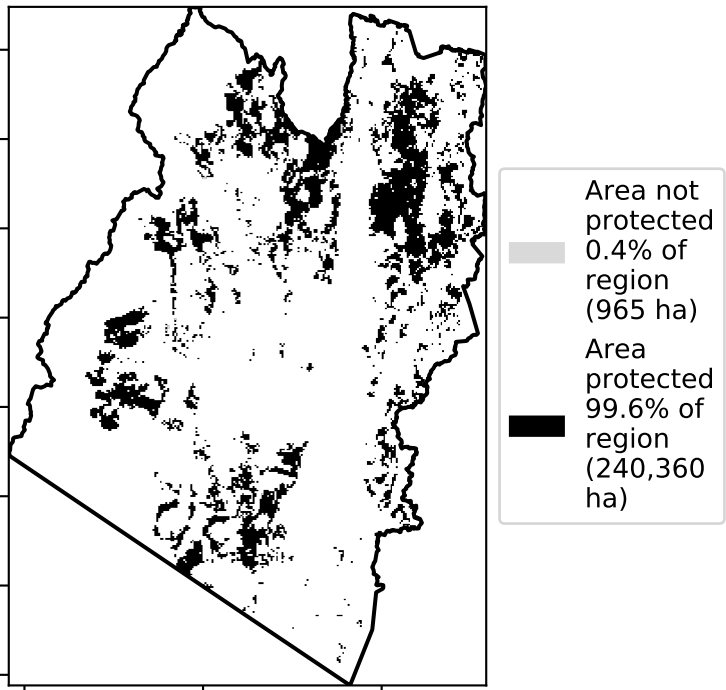 Area not
protected
0.4% of
region
(965 ha)
Area
protected
99.6% of
region
(240,360
ha)